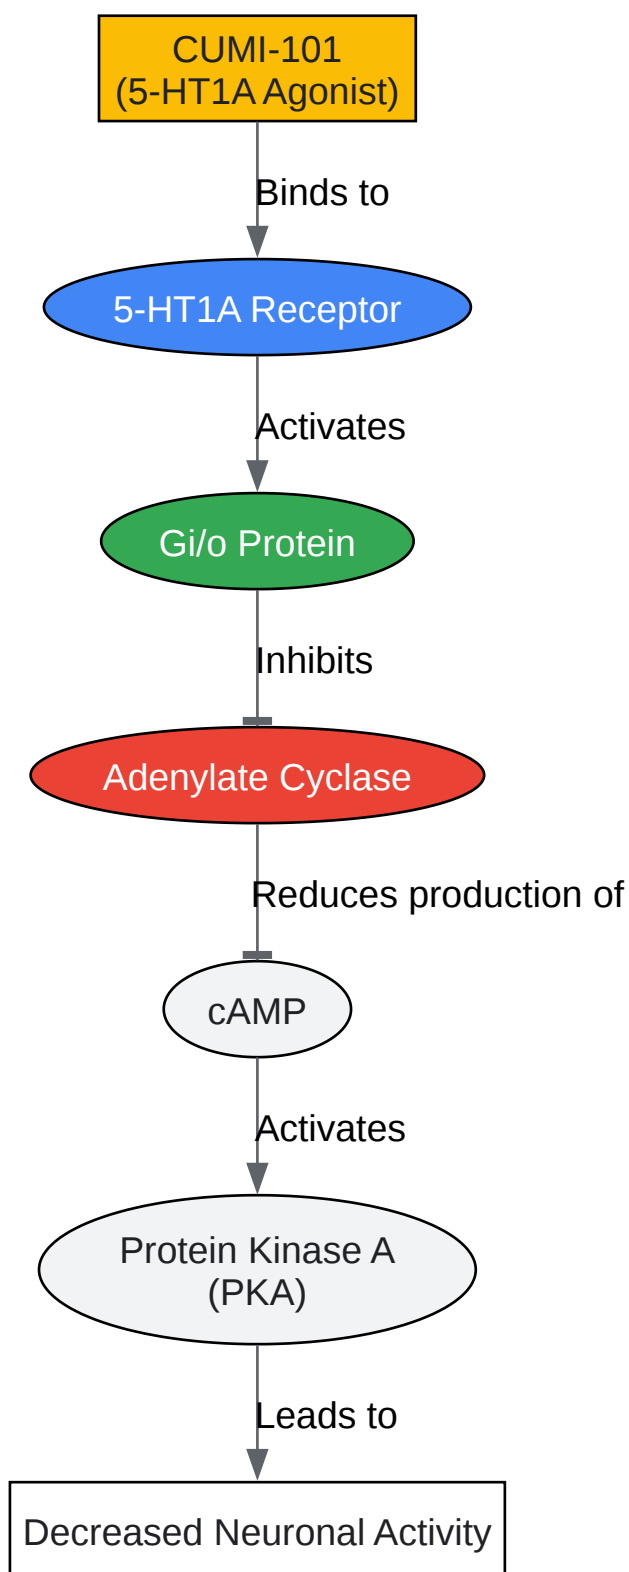 CUMI-101
(5-HT1A Agonist)
Binds to
5-HT1A Receptor
Activates
Gi/o Protein
Inhibits
Adenylate Cyclase
Reduces production of
cAMP
Activates
Protein Kinase A
(PKA)
Leads to
Decreased Neuronal Activity